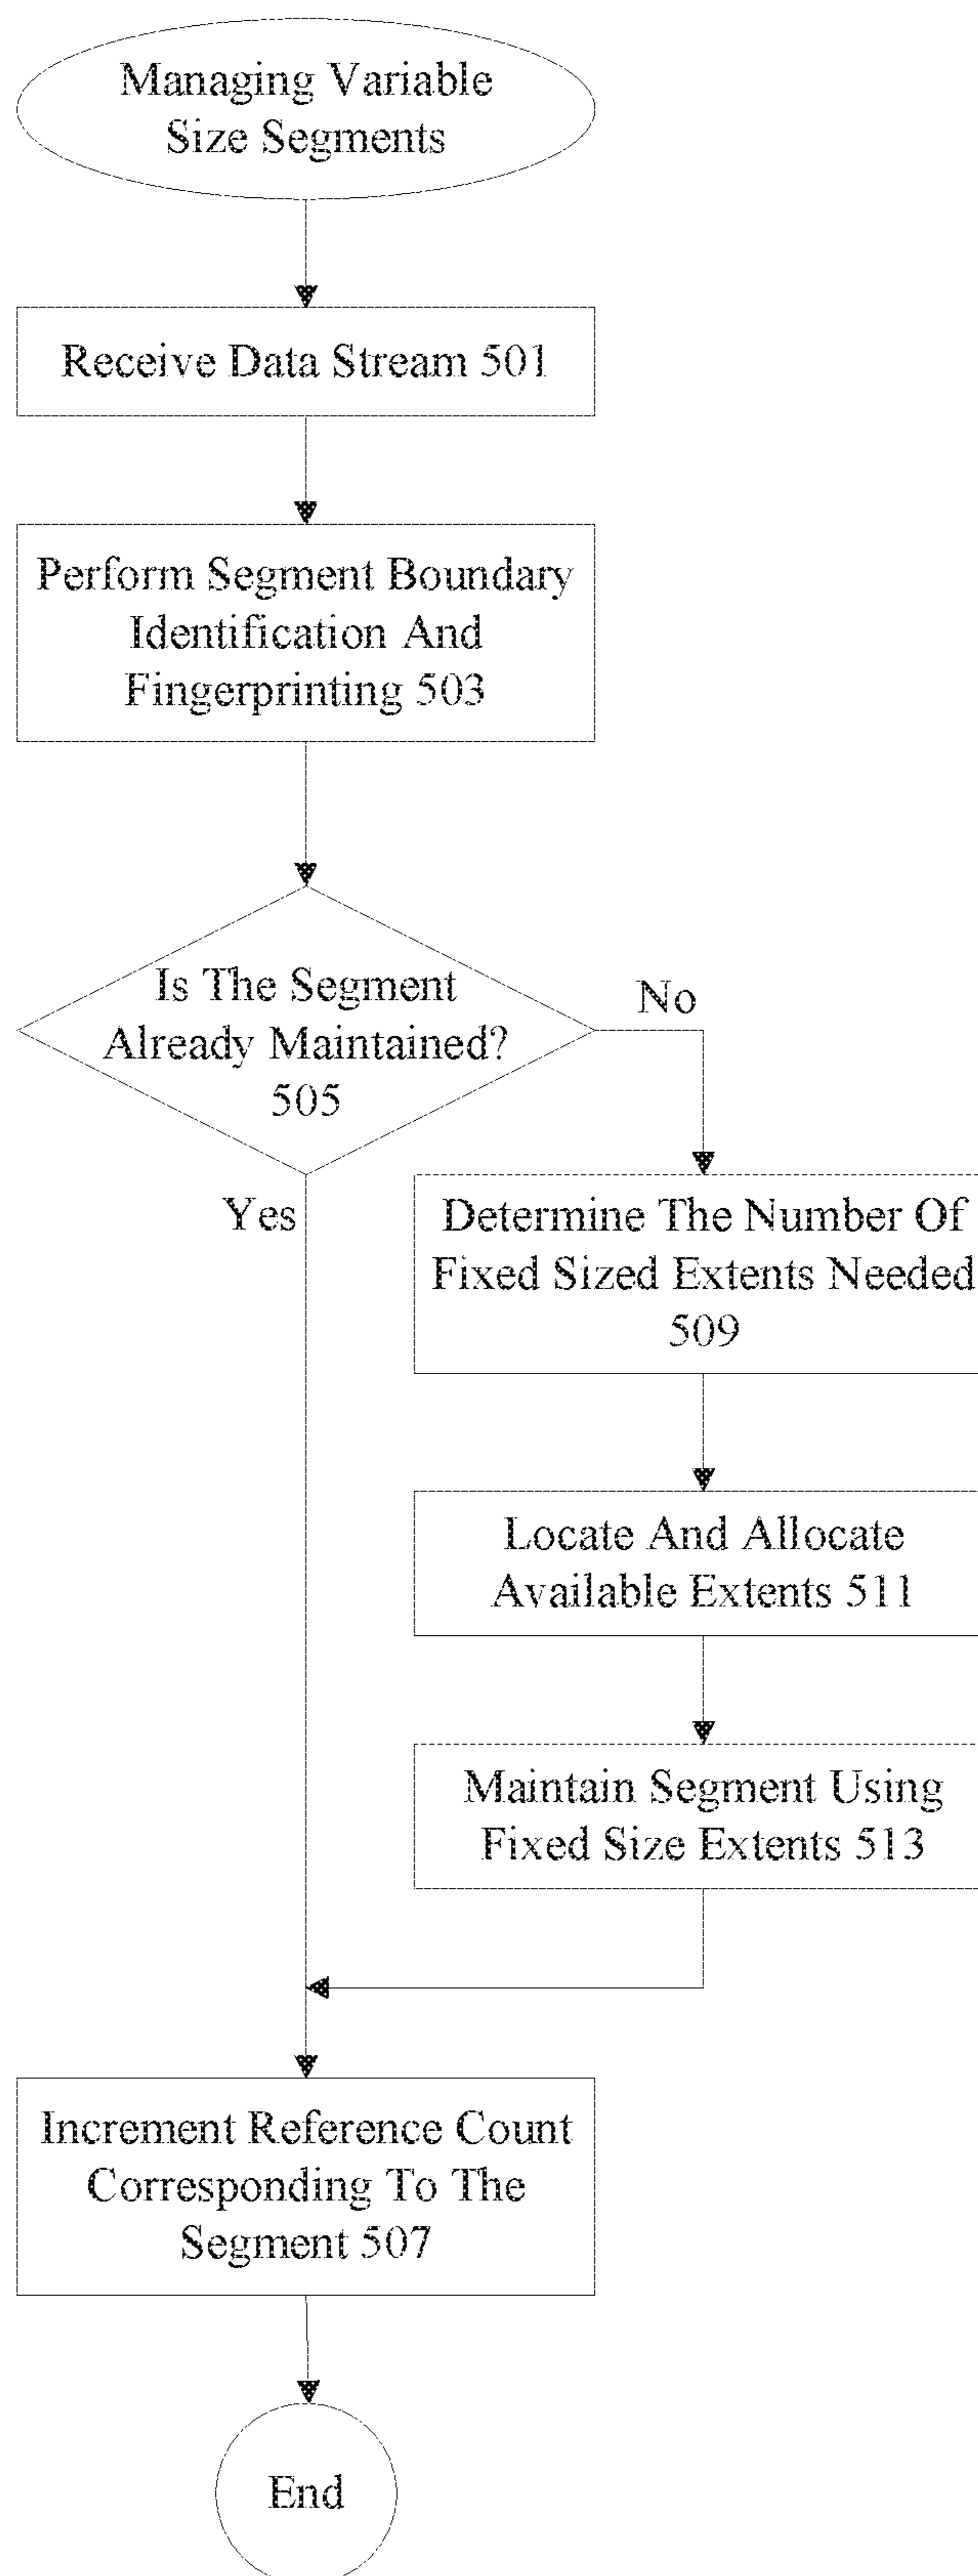 Managing Variable
Size Segments
Receive Data Stream 501
Perform Segment Boundary
Identification And
Fingerprinting 503
Is The Segment
Already Maintained?
505
No
Yes
Determine The Number Of
Fixed Sized Extents Needed
509
Locate And Allocate
Available Extents 511
Maintain Segment Using
Fixed Size Extents 513
Increment Reference Count
Corresponding To The
Segment 507
End